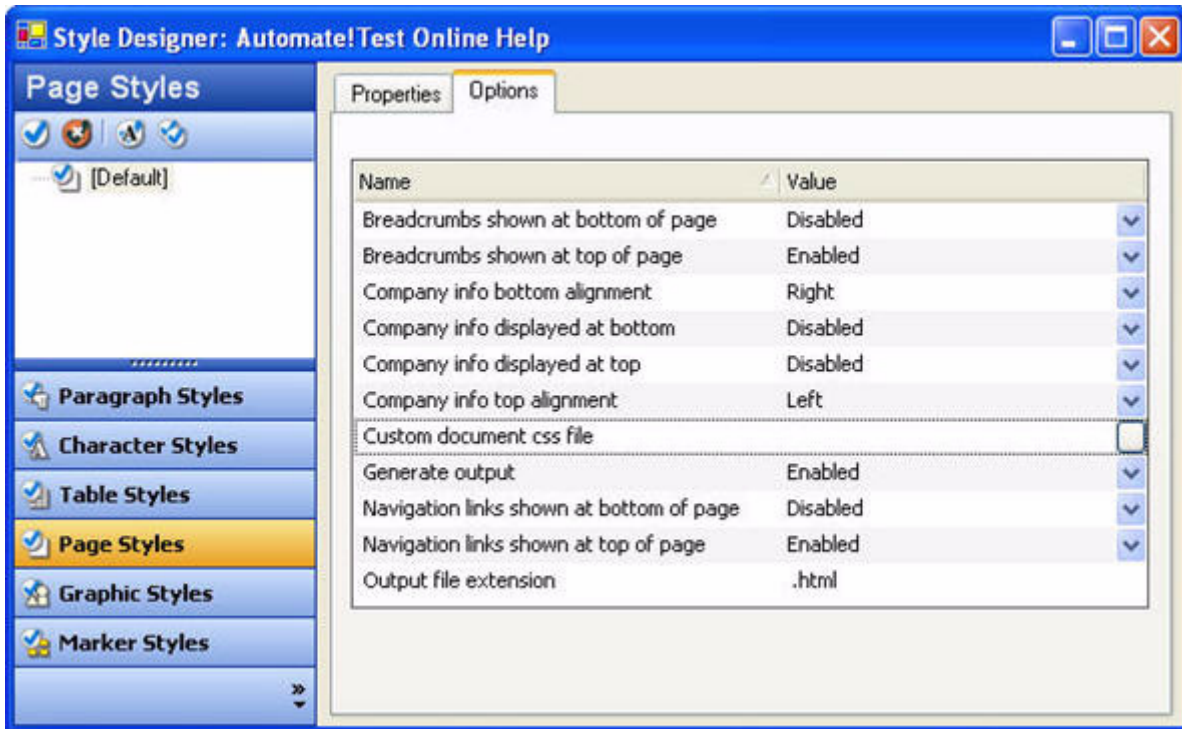 Style Designer: Automate!Test Online Help
Page Styles
[Default]
Paragraph Styles
Character Styles
Table Styles
Page Styles
Graphic Styles
Marker Styles
Properties Options
Name Value
Breadcrumbs shown at bottom of page Disabled
Breadcrumbs shown at top of page Enabled
Company info bottom alignment Right
Company info displayed at bottom Disabled
Company info displayed at top Disabled
Company info top alignment Left
Custom document css file
Generate output Enabled
Navigation links shown at bottom of page Disabled
Navigation links shown at top of page Enabled
Output file extension .html